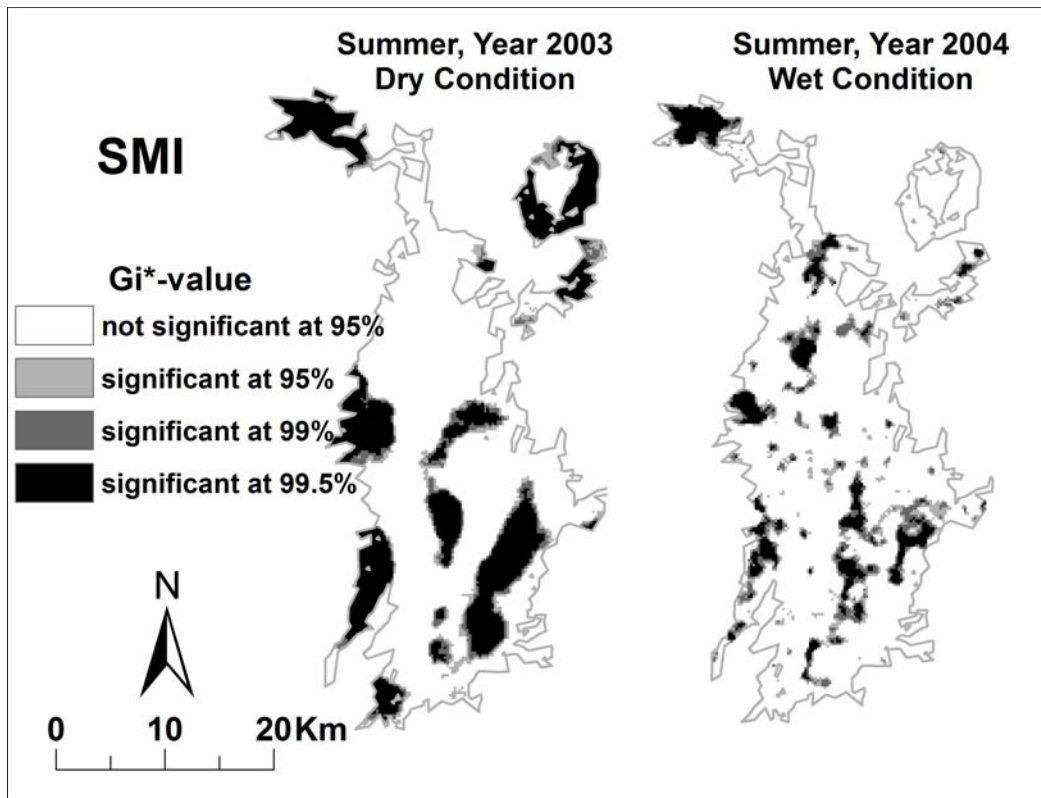 Summer, Year 2003
Dry Condition
Summer, Year 2004
Wet Condition
SMI
Gi*-value
not significant at 95%
significant at 95%
significant at 99%
significant at 99.5%
N
0 10 20Km